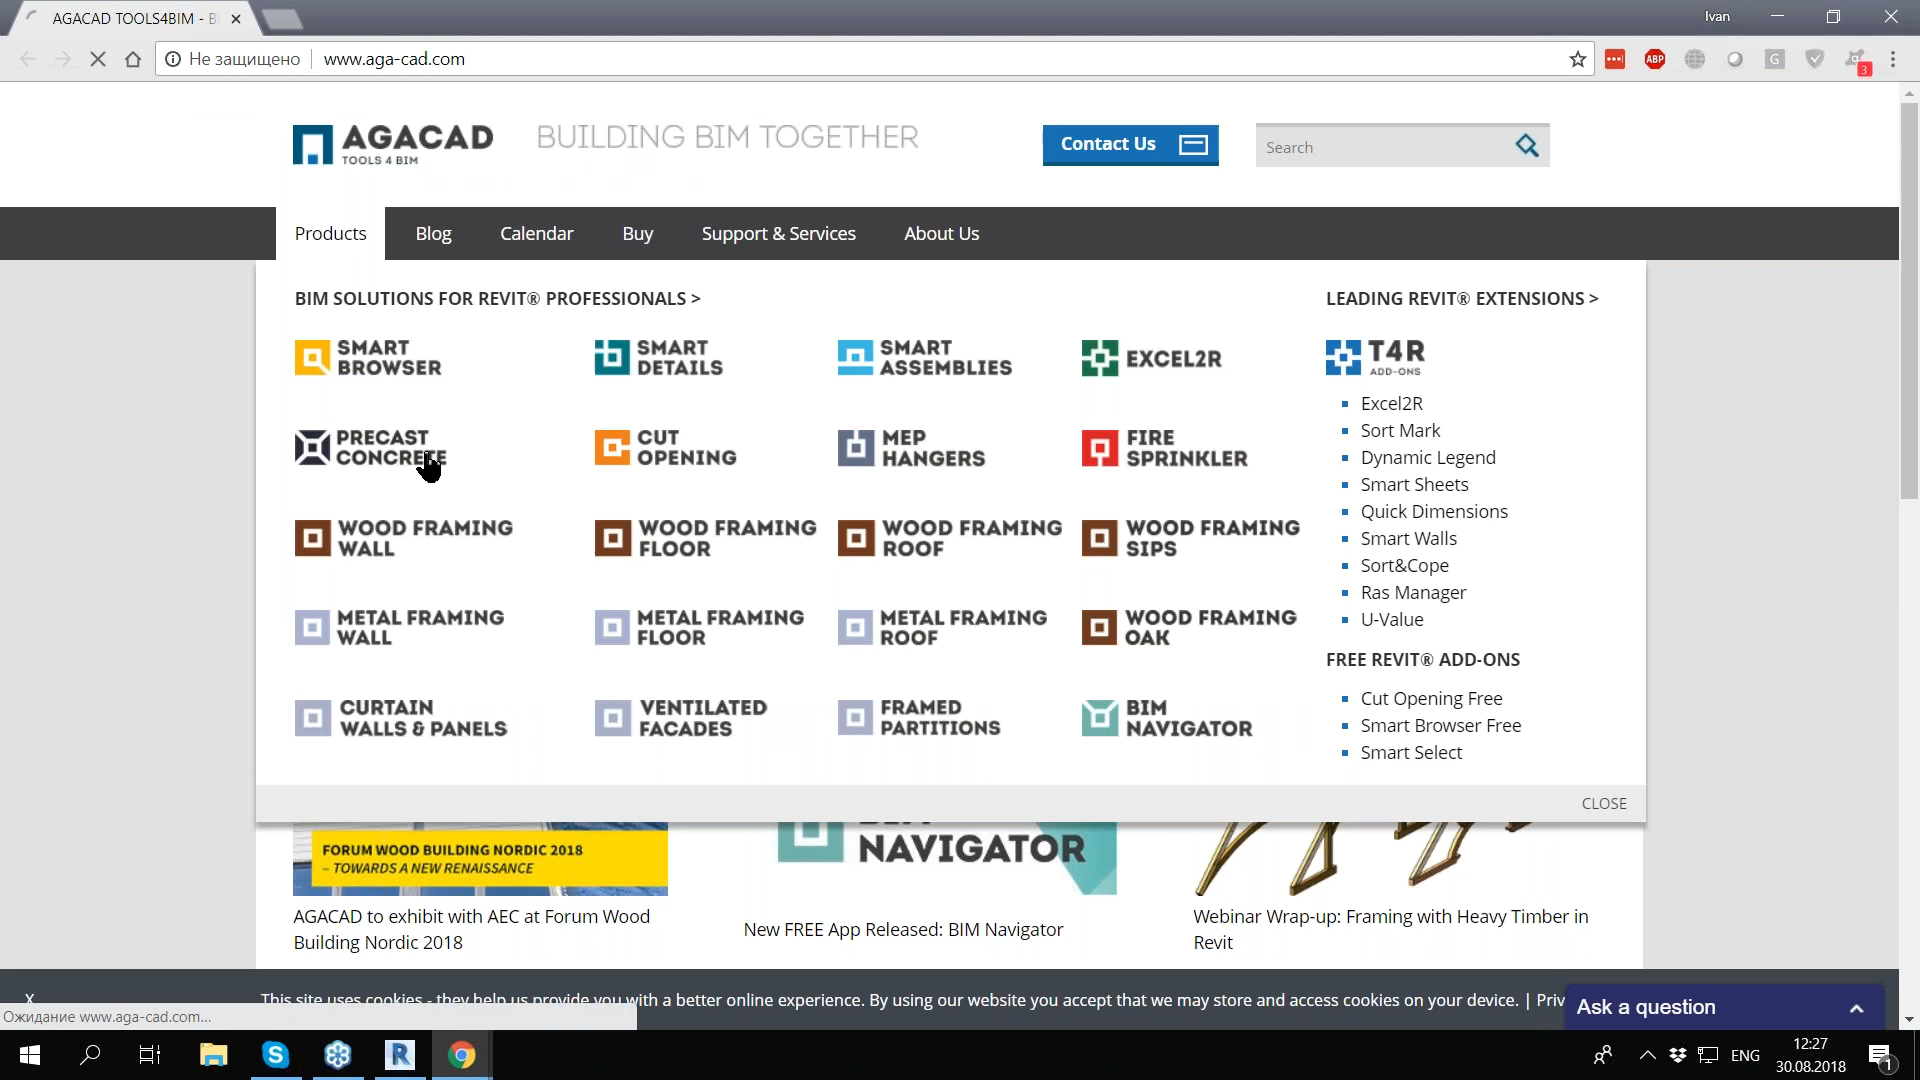 AGACAD TOOLS4BIM - B
Ivan
Не защищено
www.aga-cad.com
ABP
G
3
AGACAD
TOOLS 4 BIM
BUILDING BIM TOGETHER
Contact Us
Search
Products
Blog
Calendar
Buy
Support & Services
About Us
BIM SOLUTIONS FOR REVIT® PROFESSIONALS >
SMART
BROWSER
SMART
DETAILS
SMART
ASSEMBLIES
EXCEL2R
PRECAST
CONCRETE
CUT
OPENING
MEP
HANGERS
FIRE
SPRINKLER
WOOD FRAMING
WALL
WOOD FRAMING
FLOOR
WOOD FRAMING
ROOF
WOOD FRAMING
SIPS
METAL FRAMING
WALL
METAL FRAMING
FLOOR
METAL FRAMING
ROOF
WOOD FRAMING
OAK
CURTAIN
WALLS & PANELS
VENTILATED
FACADES
FRAMED
PARTITIONS
BIM
NAVIGATOR
LEADING REVIT® EXTENSIONS >
T4R
ADD-ONS
Excel2R
Sort Mark
Dynamic Legend
Smart Sheets
Quick Dimensions
Smart Walls
Sort&Cope
Ras Manager
U-Value
FREE REVIT® ADD-ONS
Cut Opening Free
Smart Browser Free
Smart Select
CLOSE
FORUM WOOD BUILDING NORDIC 2018
– TOWARDS A NEW RENAISSANCE
BIM
NAVIGATOR
AGACAD to exhibit with AEC at Forum Wood
Building Nordic 2018
New FREE App Released: BIM Navigator
Webinar Wrap-up: Framing with Heavy Timber in
Revit
X
This site uses cookies - they help us provide you with a better online experience. By using our website you accept that we may store and access cookies on your device. | Priv
Ask a question
Ожидание www.aga-cad.com...
ENG
12:27
30.08.2018
1